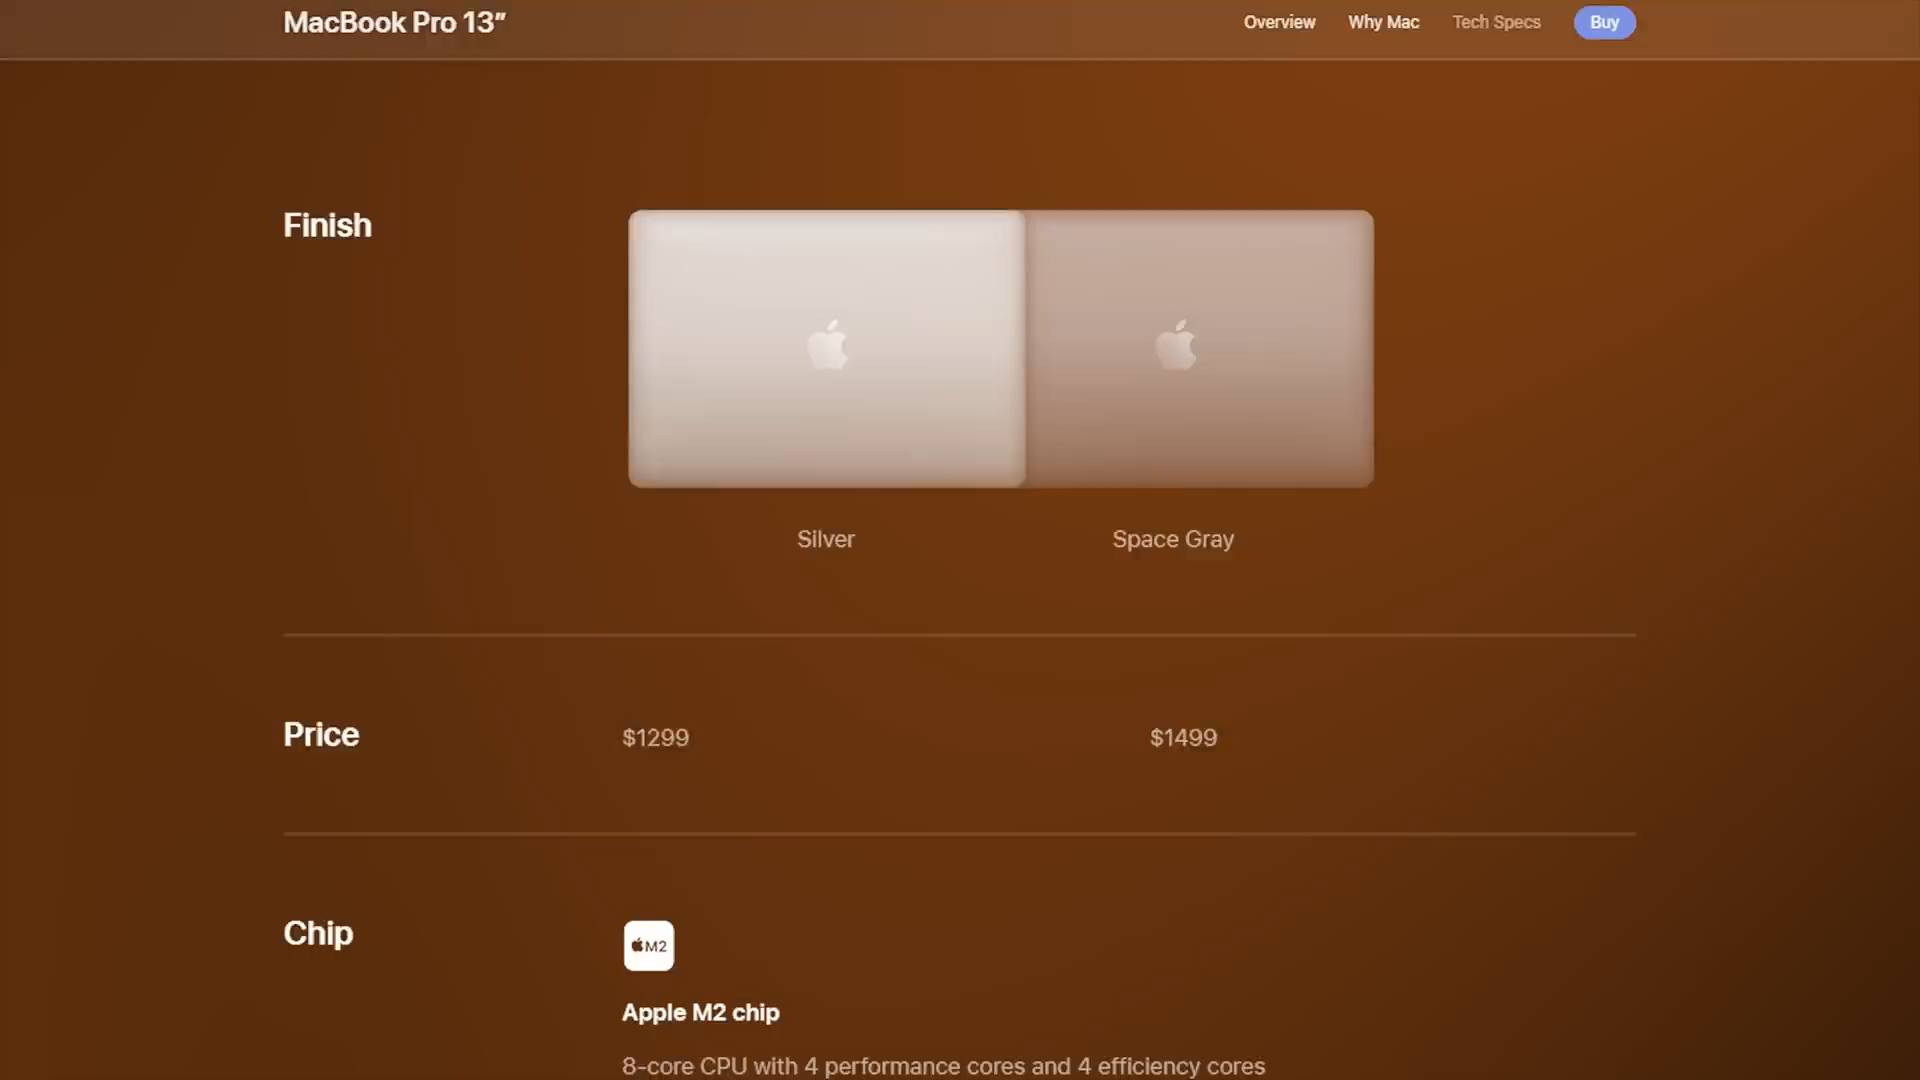 MacBook Pro 13”
Overview
Why Mac
Tech Specs
Buy
Finish
Silver
Space Gray
Price
$1299
$1499
Chip
M2
Apple M2 chip
8-core CPU with 4 performance cores and 4 efficiency cores